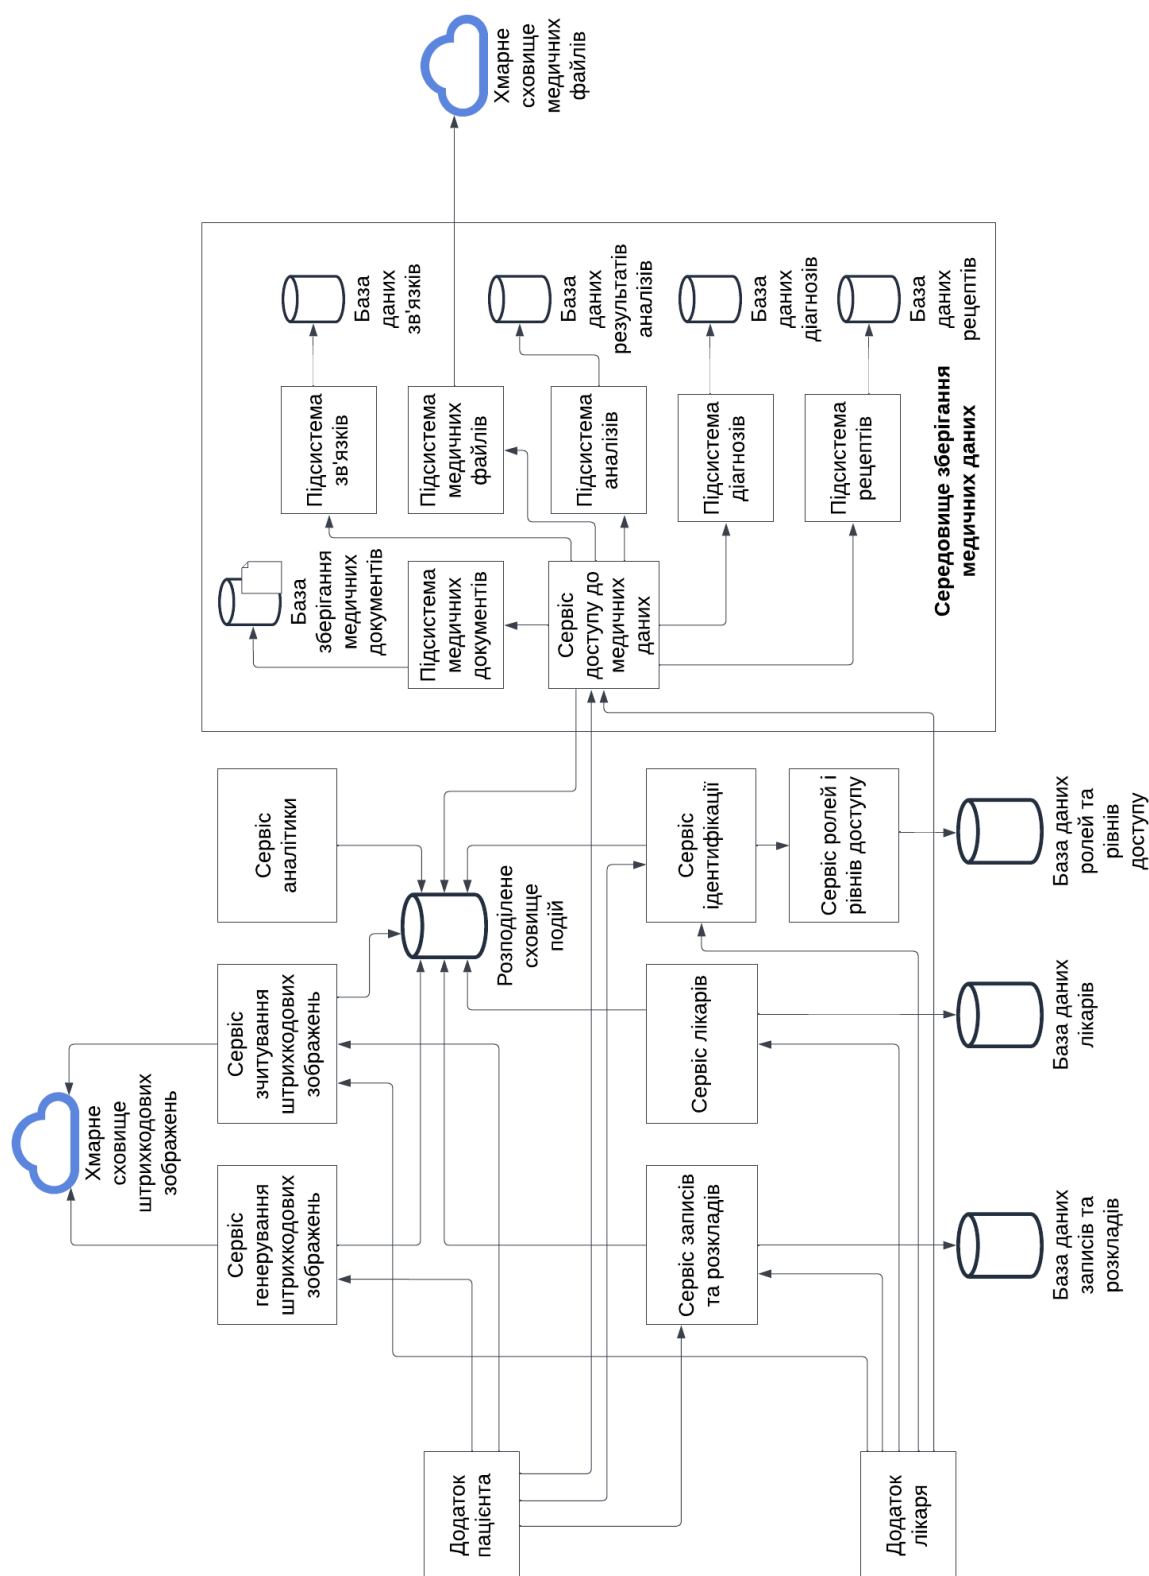 Хмарне
сховище
штрихкодових
зображень
Хмарне
сховище
медичних
файлів
Сервіс
генерування
штрихкодових
зображень
Сервіс
зчитування
штрихкодових
зображень
Сервіс
аналітики
База
зберігання
медичних
документів
Підсистема
зв'язків
База
даних
зв'язків
Додаток
пацієнта
Розподілене
сховище
подій
Підсистема
медичних
документів
Підсистема
медичних
файлів
Сервіс
доступу до
медичних
даних
Підсистема
аналізів
База
даних
результатів
аналізів
Сервіс записів
та розкладів
Сервіс лікарів
Сервіс
ідентифікації
Підсистема
діагнозів
База
даних
діагнозів
Сервіс ролей і
рівнів доступу
Підсистема
рецептів
База
даних
рецептів
Додаток
лікаря
Середовище зберігання
медичних даних
База даних
записів та
розкладів
База даних
лікарів
База даних
ролей та
рівнів
доступу